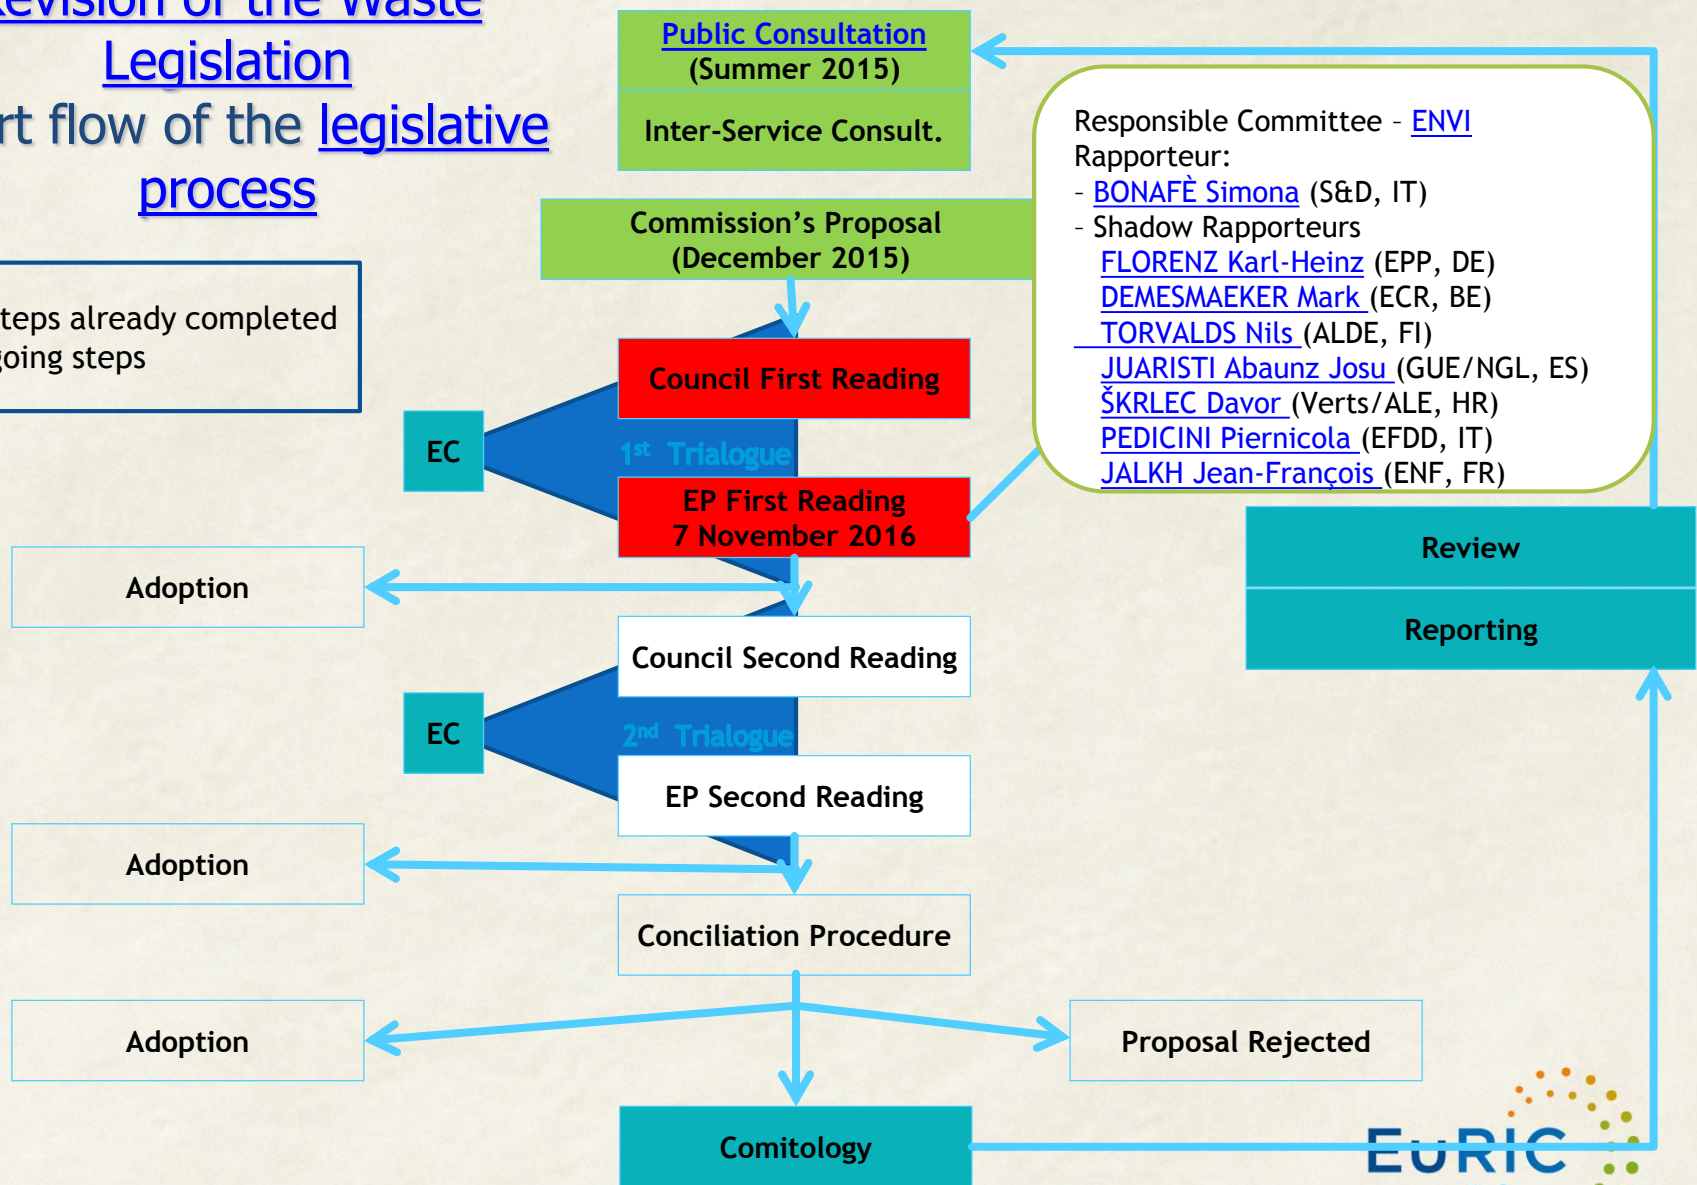 Revision of the Waste
Legislation
rt flow of the legislative
process
teps already completed
going steps
Public Consultation
(Summer 2015)
Inter-Service Consult.
Commission's Proposal
(December 2015)
Responsible Committee – ENVI
Rapporteur:
– BONAFÈ Simona (S&D, IT)
– Shadow Rapporteurs
FLORENZ Karl-Heinz (EPP, DE)
DEMESMAEKER Mark (ECR, BE)
TORVALDS Nils (ALDE, FI)
JUARISTI Abaunz Josu (GUE/NGL, ES)
ŠKRLEC Davor (Verts/ALE, HR)
PEDICINI Piernicola (EFDD, IT)
JALKH Jean-François (ENF, FR)
Council First Reading
EC
1st Trialogue
EP First Reading
7 November 2016
Review
Reporting
Adoption
Council Second Reading
EC
2nd Trialogue
EP Second Reading
Adoption
Conciliation Procedure
Adoption
Proposal Rejected
Comitology
EuRIC